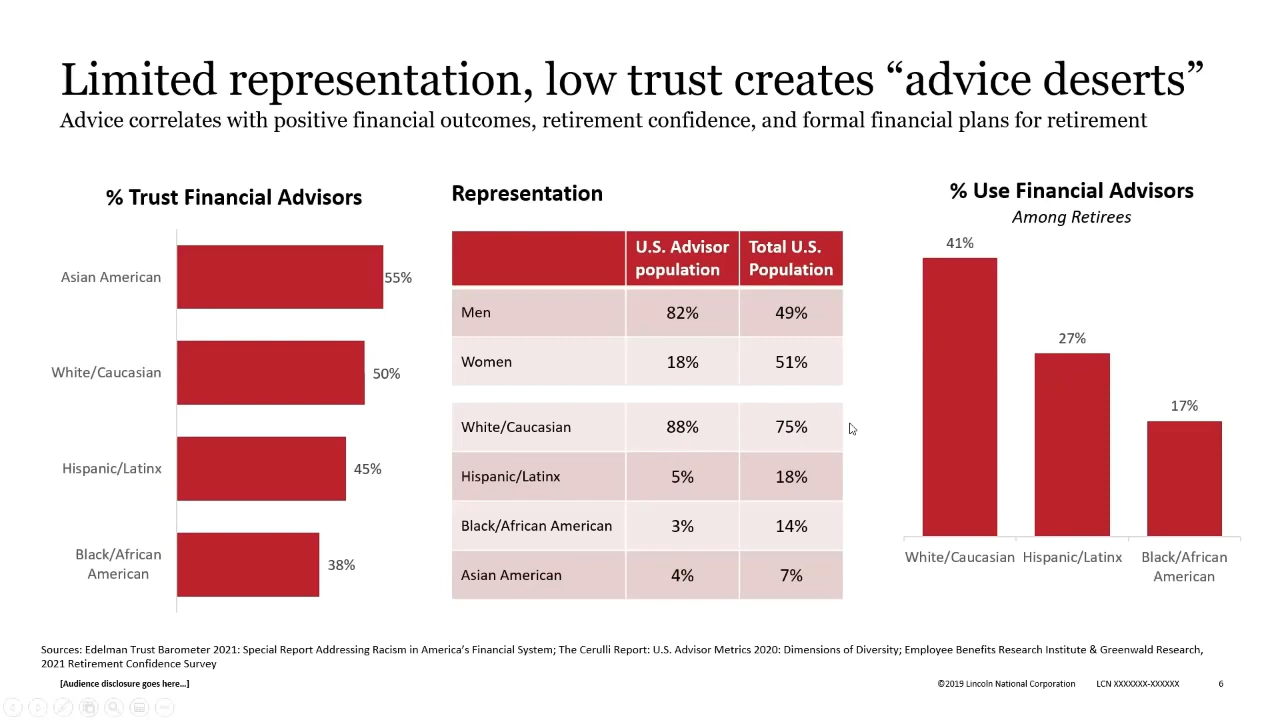 Limited representation, low trust creates “advice deserts”
Advice correlates with positive financial outcomes, retirement confidence, and formal financial plans for retirement
% Trust Financial Advisors
Asian American 55%
White/Caucasian 50%
Hispanic/Latinx 45%
Black/African
American
38%
Representation
U.S. Advisor
population
Total U.S.
Population
Men 82% 49%
Women 18% 51%
White/Caucasian 88% 75%
Hispanic/Latinx 5% 18%
Black/African American 3% 14%
Asian American 4% 7%
% Use Financial Advisors
Among Retirees
41%
27%
17%
White/Caucasian Hispanic/Latinx Black/African
American
Sources: Edelman Trust Barometer 2021: Special Report Addressing Racism in America’s Financial System; The Cerulli Report: U.S. Advisor Metrics 2020: Dimensions of Diversity; Employee Benefits Research Institute & Greenwald Research,
2021 Retirement Confidence Survey
[Audience disclosure goes here…]
©2019 Lincoln National Corporation LCN XXXXXXX-XXXXXX 6